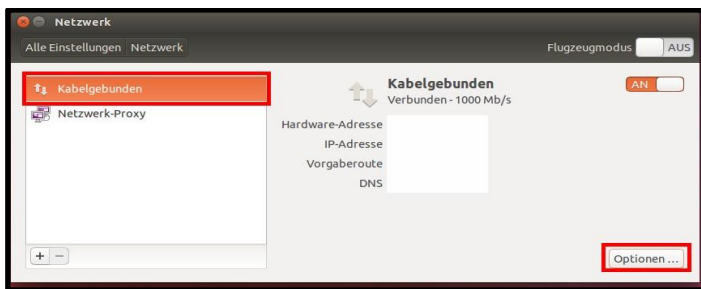 Netzwerk
Alle Einstellungen Netzwerk
Flugzeugmodus AUS
Kabelgebunden
Netzwerk-Proxy
+ -
Kabelgebunden
Verbunden - 1000 Mb/s
AN
Hardware-Adresse
IP-Adresse
Vorgaberoute
DNS
Optionen ...